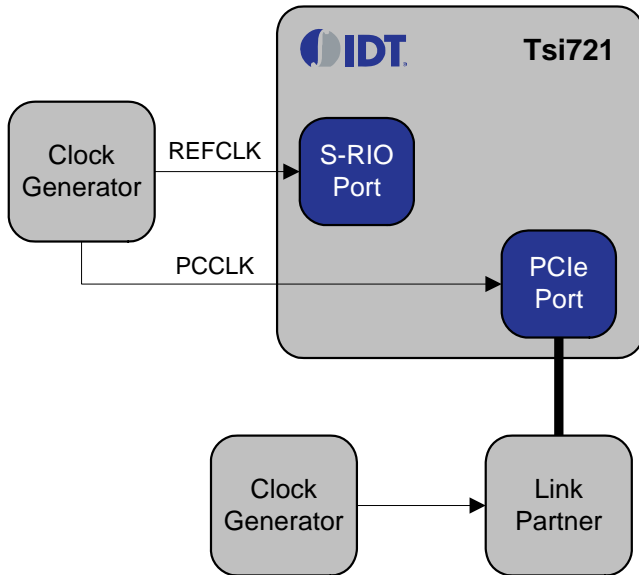 IDT
Tsi721
Clock
Generator
REFCLK
S-RIO
Port
PCCLK
PCIe
Port
Clock
Generator
Link
Partner